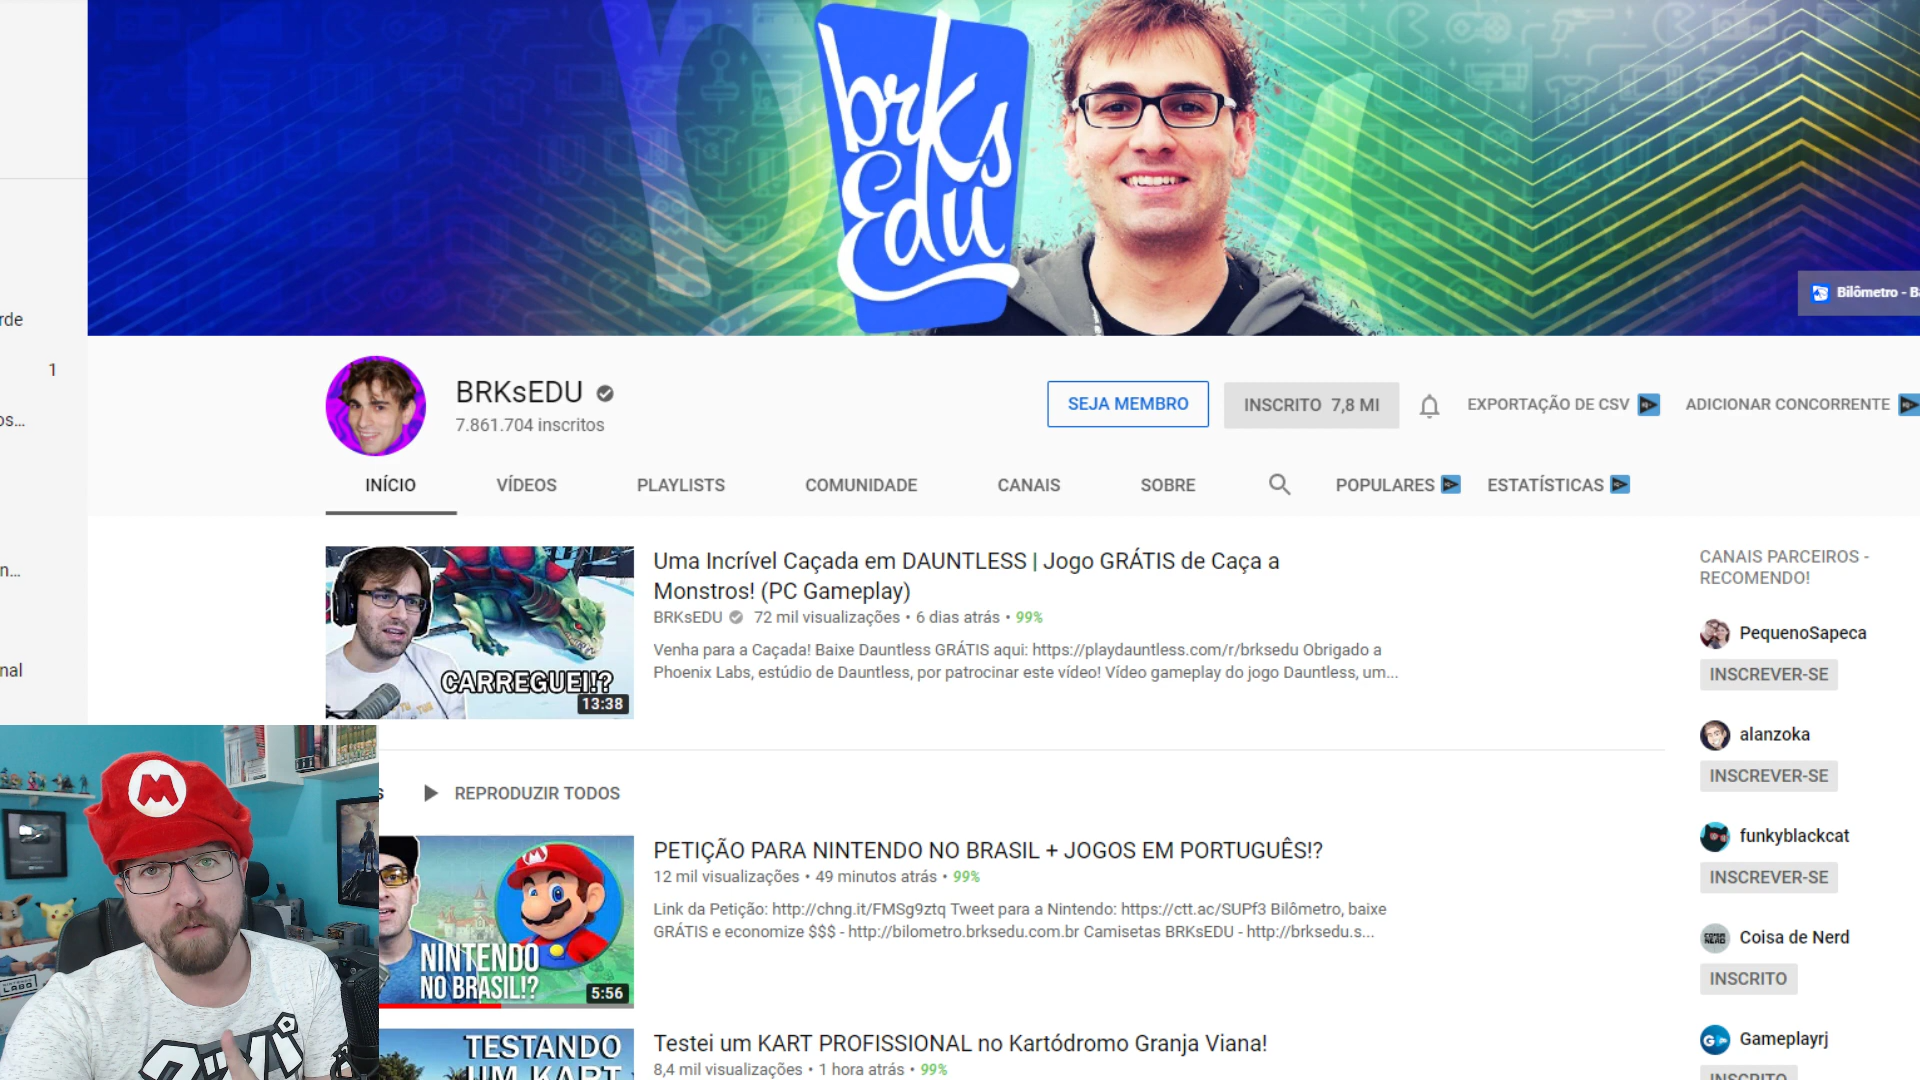 brks
Edu
Bilômetro - Ba
rde
1
os...
n...
nal
BRKsEDU
7.861.704 inscritos
SEJA MEMBRO
INSCRITO 7,8 MI
EXPORTAÇÃO DE CSV
ADICIONAR CONCORRENTE
INÍCIO
VÍDEOS
PLAYLISTS
COMUNIDADE
CANAIS
SOBRE
POPULARES
ESTATÍSTICAS
CARREGUEI!?
13:38
Uma Incrível Caçada em DAUNTLESS | Jogo GRÁTIS de Caça a
Monstros! (PC Gameplay)
BRKsEDU 72 mil visualizações • 6 dias atrás • 99%
Venha para a Caçada! Baixe Dauntless GRÁTIS aqui: https://playdauntless.com/r/brksedu Obrigado a
Phoenix Labs, estúdio de Dauntless, por patrocinar este vídeo! Vídeo gameplay do jogo Dauntless, um...
CANAIS PARCEIROS -
RECOMENDO!
PequenoSapeca
INSCREVER-SE
alanzoka
INSCREVER-SE
funkyblackcat
INSCREVER-SE
Coisa de Nerd
INSCRITO
Gameplayrj
INSCRITO
s
REPRODUZIR TODOS
NINTENDO
NO BRASIL!?
5:56
PETIÇÃO PARA NINTENDO NO BRASIL + JOGOS EM PORTUGUÊS!?
12 mil visualizações • 49 minutos atrás • 99%
Link da Petição: http://chng.it/FMSg9ztq Tweet para a Nintendo: https://ctt.ac/SUPf3 Bilômetro, baixe
GRÁTIS e economize $$$ - http://bilometro.brksedu.com.br Camisetas BRKsEDU - http://brksedu.s...
TESTANDO
UM KART
Testei um KART PROFISSIONAL no Kartódromo Granja Viana!
8,4 mil visualizações • 1 hora atrás • 99%
M
NINTENDO
LABO